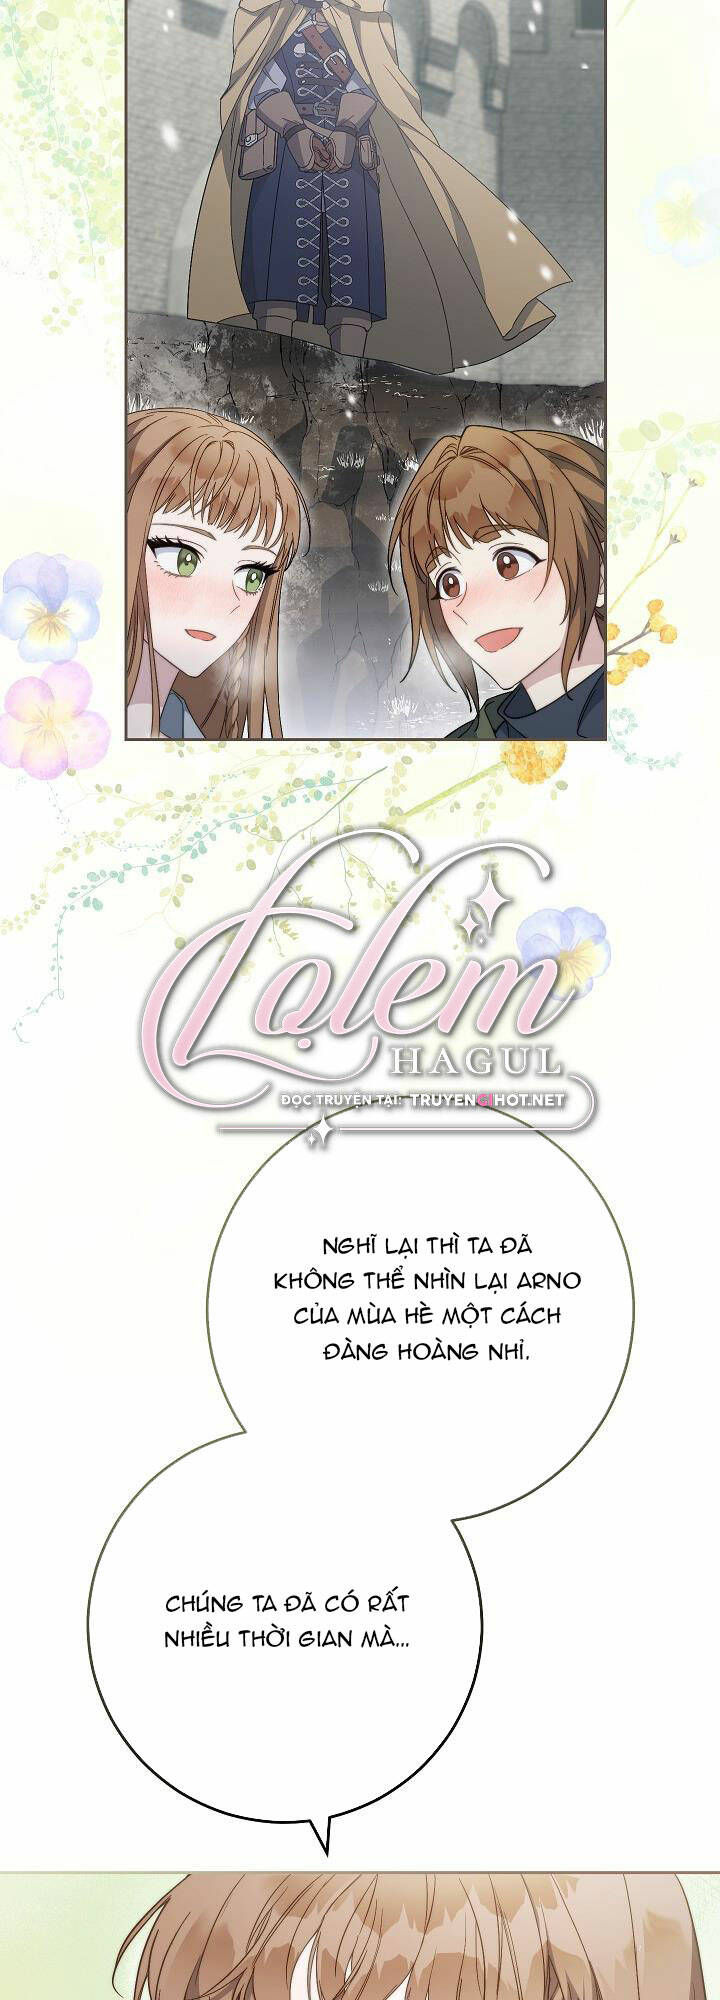 Lọlem
HAGUL
ĐỌC TRUYỆN TẠI: TRUYENGIHOT.NET
NGHĨ LẠI THÌ TA ĐÃ
KHÔNG THỂ NHÌN LẠI ARNO
CỦA MÙA HÈ MỘT CÁCH
ĐÀNG HOÀNG NHỈ.
CHÚNG TA ĐÃ CÓ RẤT
NHIỀU THỜI GIAN MÀ...